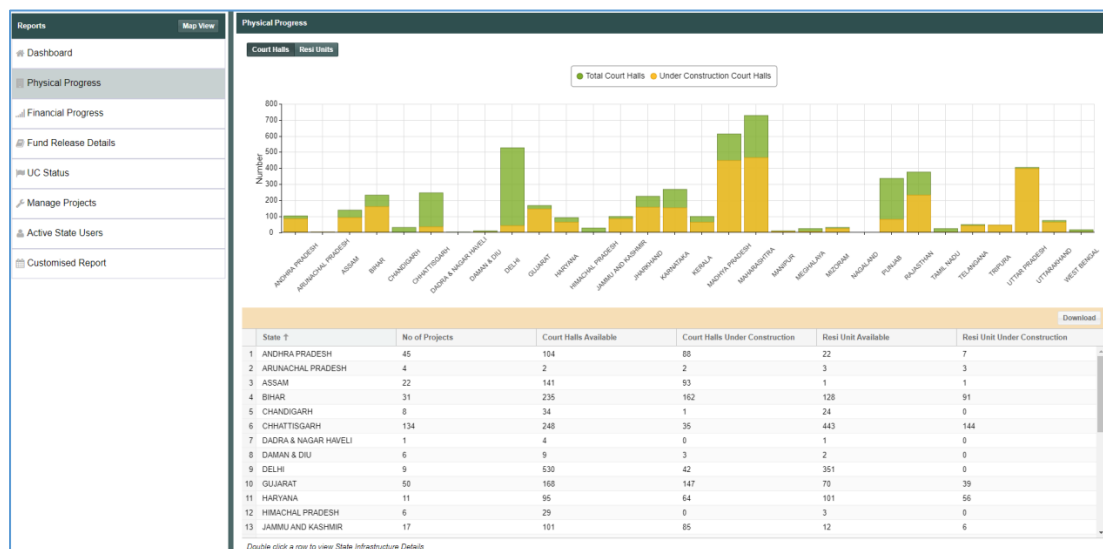 Reports Map View
Dashboard
Physical Progress
Financial Progress
Fund Release Details
UC Status
Manage Projects
Active State Users
Customised Report
Physical Progress
Court Halls Resi Units
Total Court Halls Under Construction Court Halls
Number
800
700
600
500
400
300
200
100
0
ANDHRA PRADESH
ARUNACHAL PRADESH
ASSAM
BIHAR
CHANDIGARH
CHHATTISGARH
DADRA & NAGAR HAVELI
DAMAN & DIU
DELHI
GUJARAT
HARYANA
HIMACHAL PRADESH
JAMMU AND KASHMIR
JHARKHAND
KARNATAKA
KERALA
MADHYA PRADESH
MAHARASHTRA
MANIPUR
MEGHALAYA
MIZORAM
NAGALAND
PUNJAB
RAJASTHAN
TAMIL NADU
TELANGANA
TRIPURA
UTTAR PRADESH
UTTARAKHAND
WEST BENGAL
Download
State ↑ No of Projects Court Halls Available Court Halls Under Construction Resi Unit Available Resi Unit Under Construction
1 ANDHRA PRADESH 45 104 88 22 7
2 ARUNACHAL PRADESH 4 2 2 3 3
3 ASSAM 22 141 93 1 1
4 BIHAR 31 235 162 128 91
5 CHANDIGARH 8 34 1 24 0
6 CHHATTISGARH 134 248 35 443 144
7 DADRA & NAGAR HAVELI 1 4 0 1 0
8 DAMAN & DIU 6 9 3 2 0
9 DELHI 9 530 42 351 0
10 GUJARAT 50 168 147 70 39
11 HARYANA 11 95 64 101 56
12 HIMACHAL PRADESH 6 29 0 3 0
13 JAMMU AND KASHMIR 17 101 85 12 6
Double click a row to view State Infrastructure Details